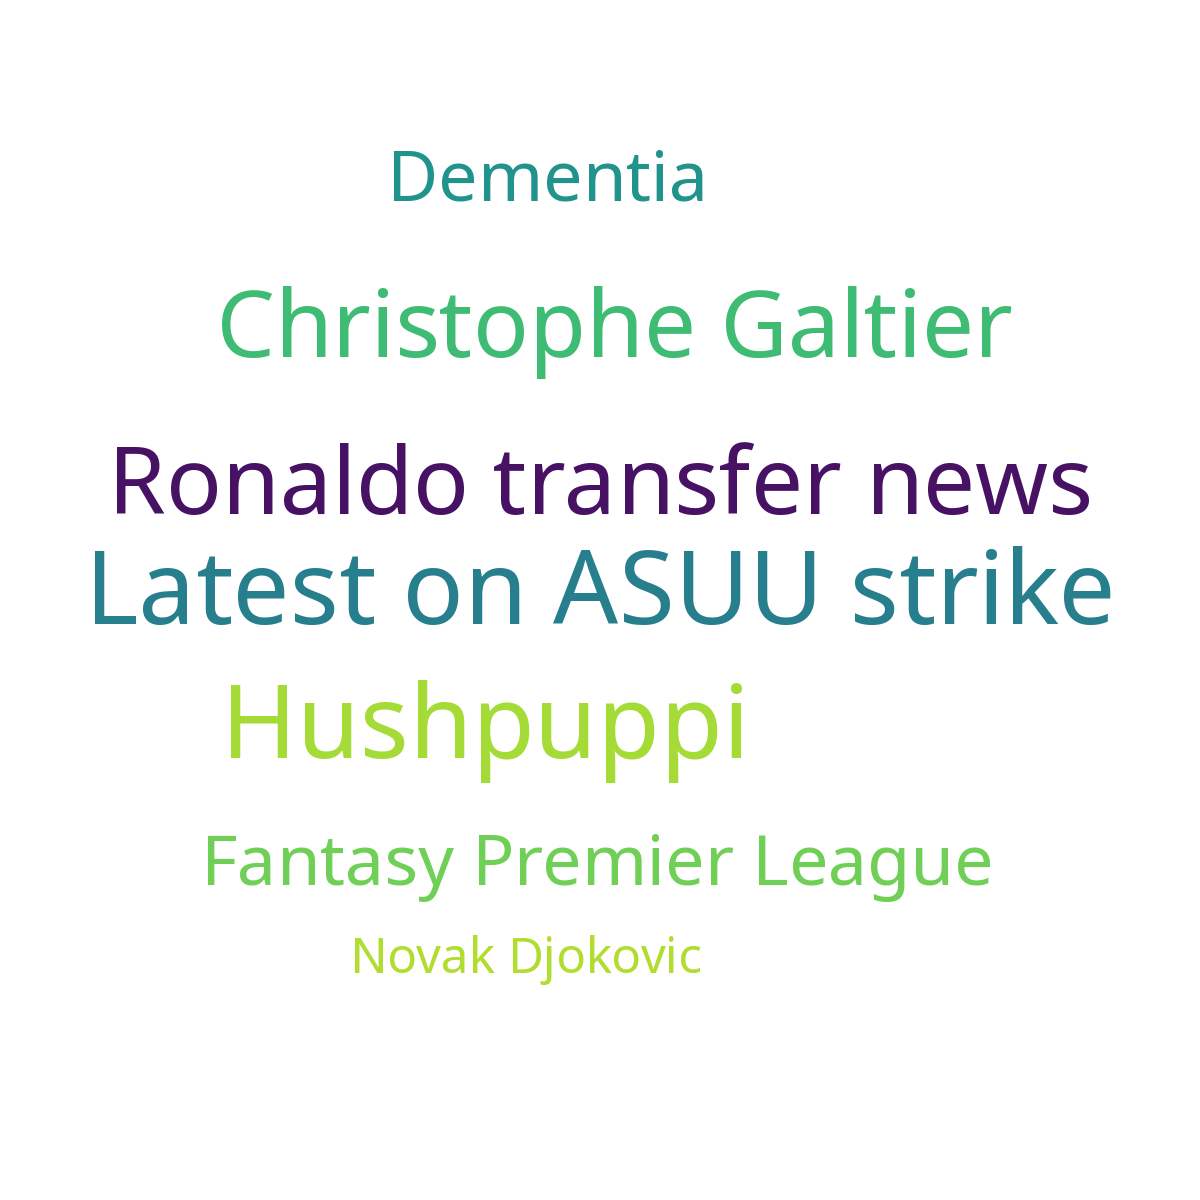 Dementia
Christophe Galtier
Ronaldo transfer news
Latest on ASUU strike
Hushpuppi
Fantasy Premier League
Novak Djokovic